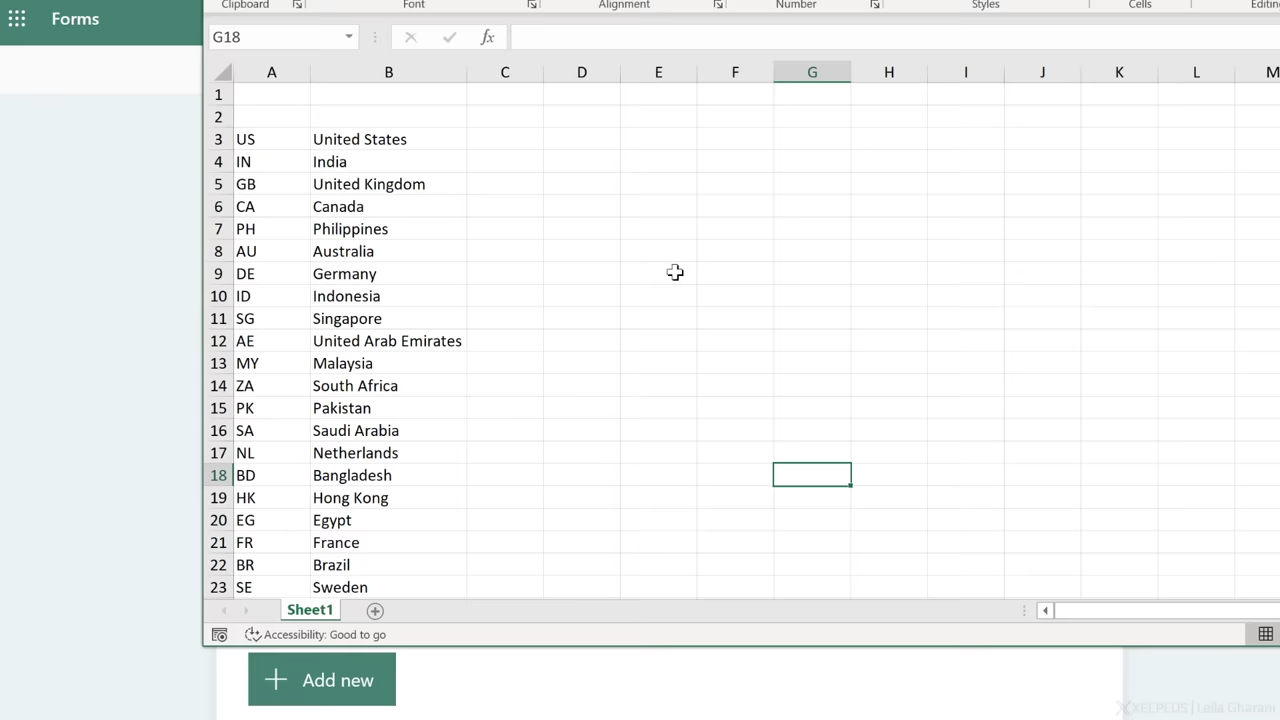 Forms
Clipboard Font Alignment Number Styles Cells
G18 fx
A B C D E F G H I J K L M
1
2
3 US United States
4 IN India
5 GB United Kingdom
6 CA Canada
7 PH Philippines
8 AU Australia
9 DE Germany
10 ID Indonesia
11 SG Singapore
12 AE United Arab Emirates
13 MY Malaysia
14 ZA South Africa
15 PK Pakistan
16 SA Saudi Arabia
17 NL Netherlands
18 BD Bangladesh
19 HK Hong Kong
20 EG Egypt
21 FR France
22 BR Brazil
23 SE Sweden
Sheet1
Accessibility: Good to go
Add new
XELPLUS | Leila Gharani